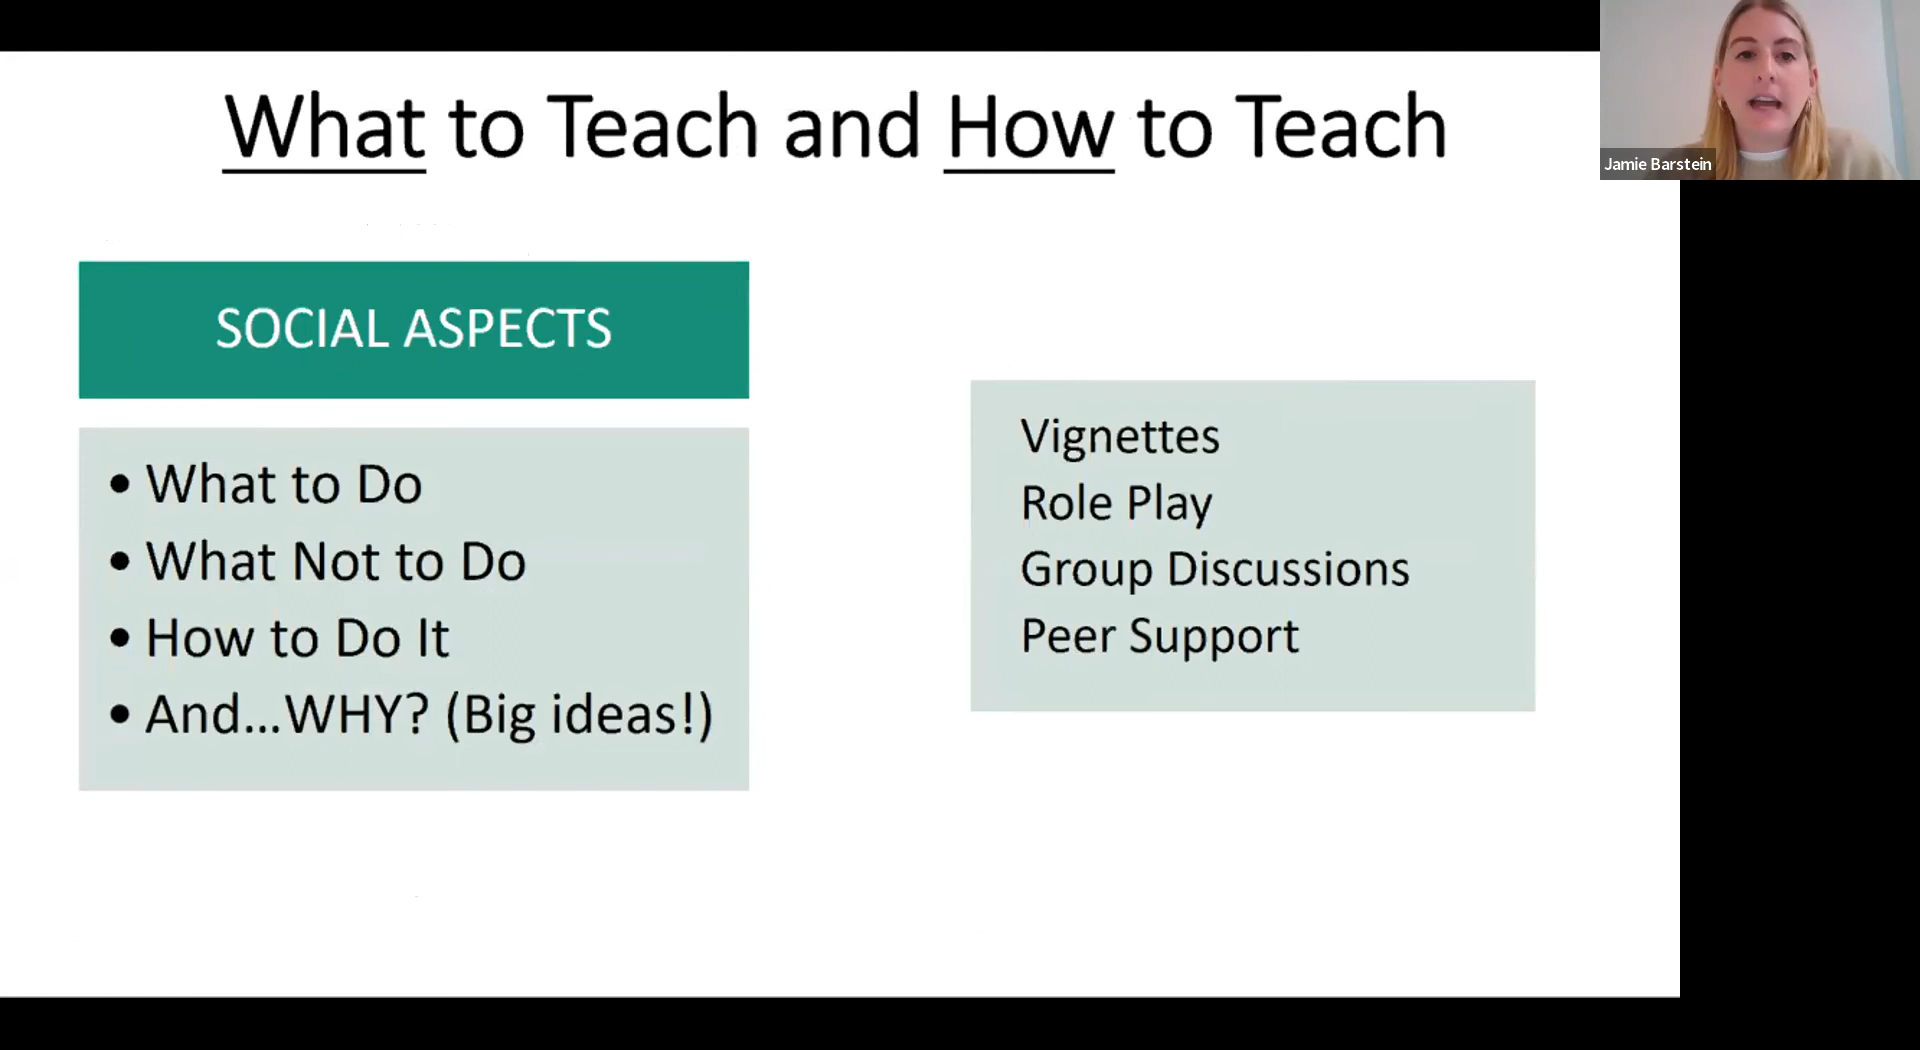 What to Teach and How to Teach
Jamie Barstein
SOCIAL ASPECTS
• What to Do
• What Not to Do
• How to Do It
• And...WHY? (Big ideas!)
Vignettes
Role Play
Group Discussions
Peer Support